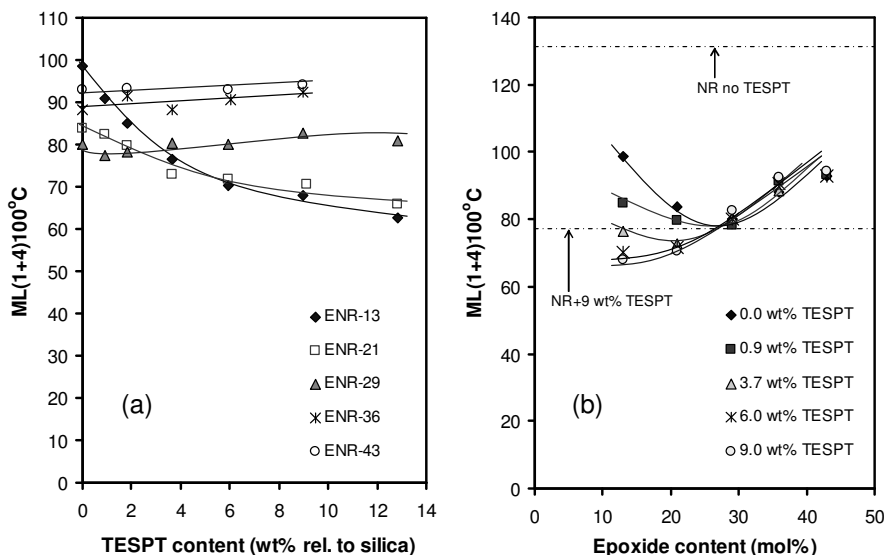 ML(1+4)100°C
110
100
90
80
70
60
50
40
30
20
10
0
0 2 4 6 8 10 12 14
TESPT content (wt% rel. to silica)
ENR-13
ENR-21
ENR-29
ENR-36
ENR-43
(a)
ML(1+4)100°C
140
120
100
80
60
40
20
0
0 10 20 30 40 50
Epoxide content (mol%)
NR no TESPT
NR+9 wt% TESPT
0.0 wt% TESPT
0.9 wt% TESPT
3.7 wt% TESPT
6.0 wt% TESPT
9.0 wt% TESPT
(b)